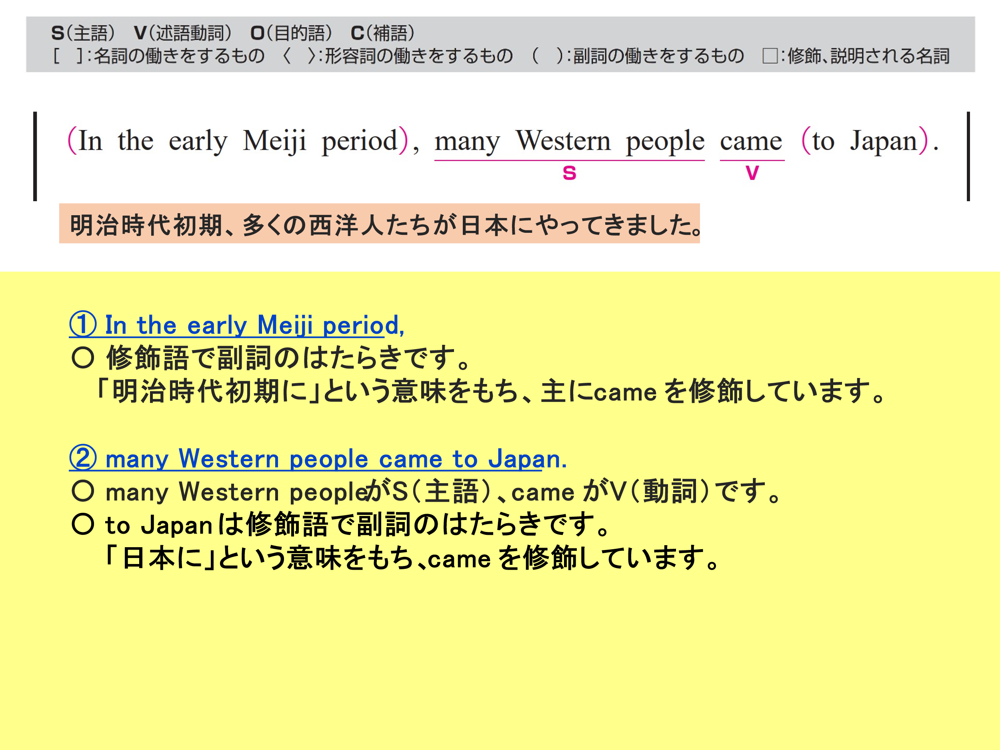 S（主語） V（述語動詞） O（目的語） C（補語）
[　]：名詞の働きをするもの　〈　〉：形容詞の働きをするもの　（　）：副詞の働きをするもの　□：修飾、説明される名詞
(In the early Meiji period), many Western people came (to Japan).
S V
明治時代初期、多くの西洋人たちが日本にやってきました。
① In the early Meiji period,
○ 修飾語で副詞のはたらきです。
「明治時代初期に」という意味をもち、主にcame を修飾しています。
② many Western people came to Japan.
○ many Western peopleがS（主語）、came がV（動詞）です。
○ to Japan は修飾語で副詞のはたらきです。
「日本に」という意味をもち、came を修飾しています。